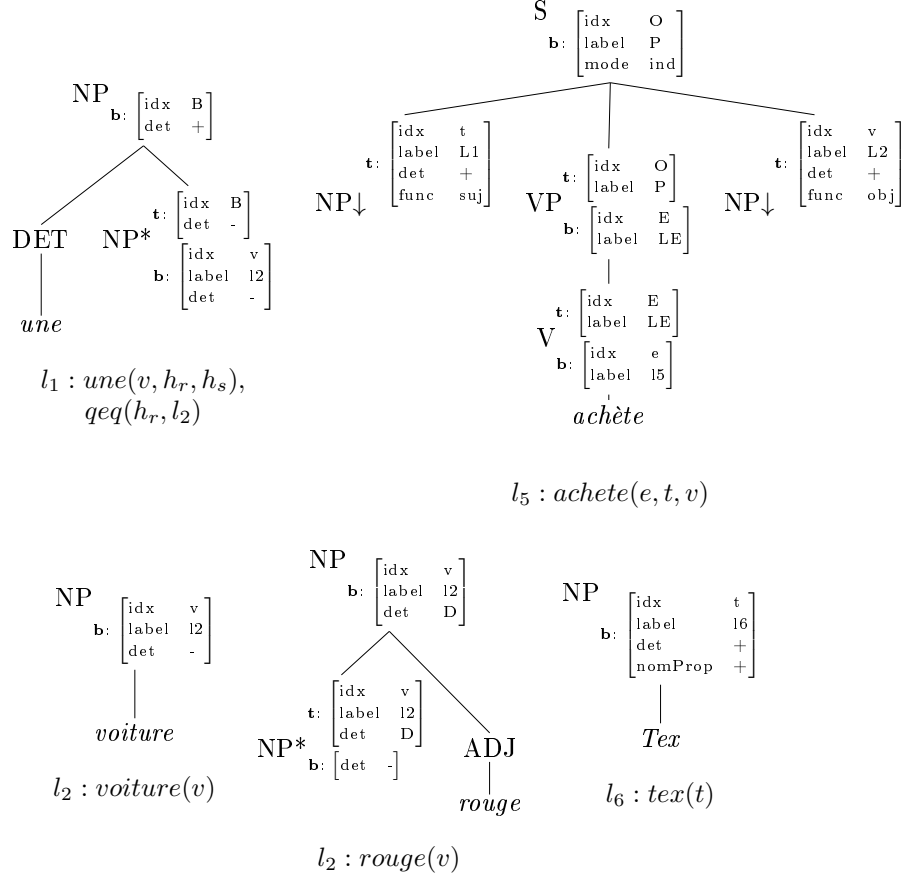 S
b: [idx O
label P
mode ind]
NP
b: [idx B
det +]
DET
NP*
t: [idx B
det -]
b: [idx v
label l2
det -]
une
l₁ : une(v, hᵣ, hₛ),
qeq(hᵣ, l₂)
NP↓
t: [idx t
label L1
det +
func suj]
VP
t: [idx O
label P]
b: [idx E
label LE]
NP↓
t: [idx v
label L2
det +
func obj]
V
t: [idx E
label LE]
b: [idx e
label l5]
achète
l₅ : achete(e, t, v)
NP
b: [idx v
label l2
det -]
voiture
l₂ : voiture(v)
NP
b: [idx v
label l2
det D]
NP*
t: [idx v
label l2
det D]
b: [det -]
ADJ
rouge
l₂ : rouge(v)
NP
b: [idx t
label l6
det +
nomProp +]
Tex
l₆ : tex(t)